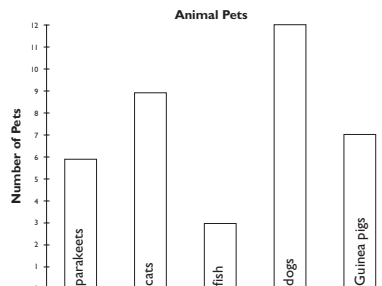 Animal Pets
12
11
10
9
8
7
6
5
4
3
2
1
Number of Pets
parakeets
cats
fish
dogs
Guinea pigs